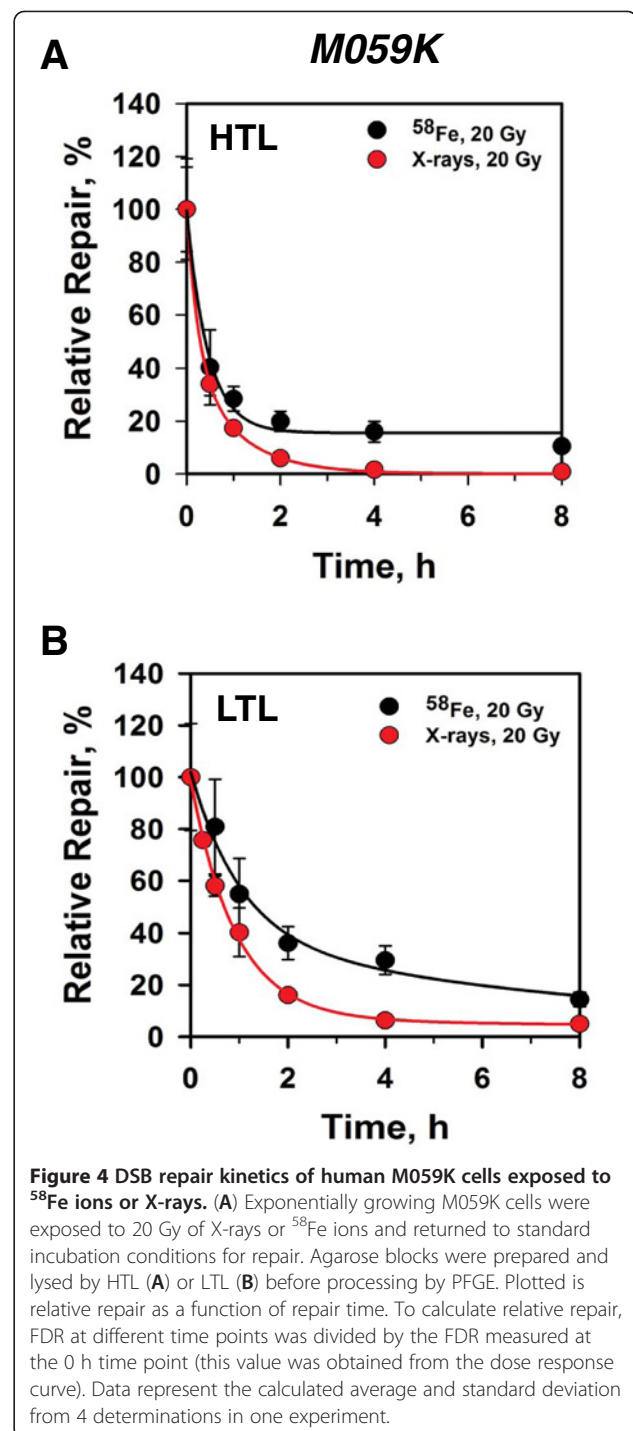 A
M059K
HTL
58Fe, 20 Gy
X-rays, 20 Gy
Relative Repair, %
140
120
100
80
60
40
20
0
0 2 4 6 8
Time, h
B
LTL
58Fe, 20 Gy
X-rays, 20 Gy
Relative Repair, %
140
120
100
80
60
40
20
0
0 2 4 6 8
Time, h
Figure 4 DSB repair kinetics of human M059K cells exposed to
58Fe ions or X-rays. (A) Exponentially growing M059K cells were
exposed to 20 Gy of X-rays or 58Fe ions and returned to standard
incubation conditions for repair. Agarose blocks were prepared and
lysed by HTL (A) or LTL (B) before processing by PFGE. Plotted is
relative repair as a function of repair time. To calculate relative repair,
FDR at different time points was divided by the FDR measured at
the 0 h time point (this value was obtained from the dose response
curve). Data represent the calculated average and standard deviation
from 4 determinations in one experiment.